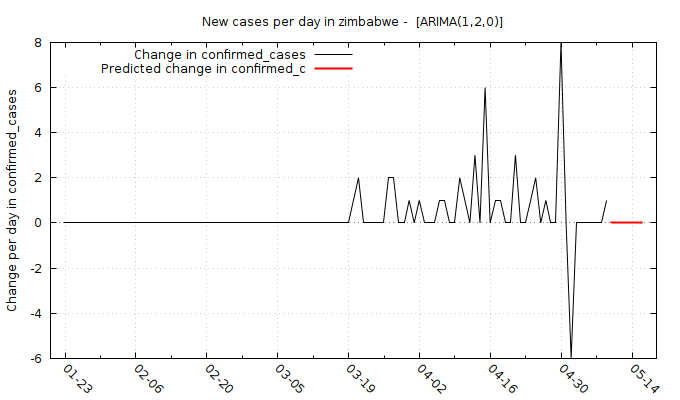 New cases per day in zimbabwe -  [ARIMA(1,2,0)]
Change in confirmed_cases
Predicted change in confirmed_c
Change per day in confirmed_cases
8
6
4
2
0
-2
-4
-6
01-23 02-06 02-20 03-05 03-19 04-02 04-16 04-30 05-14